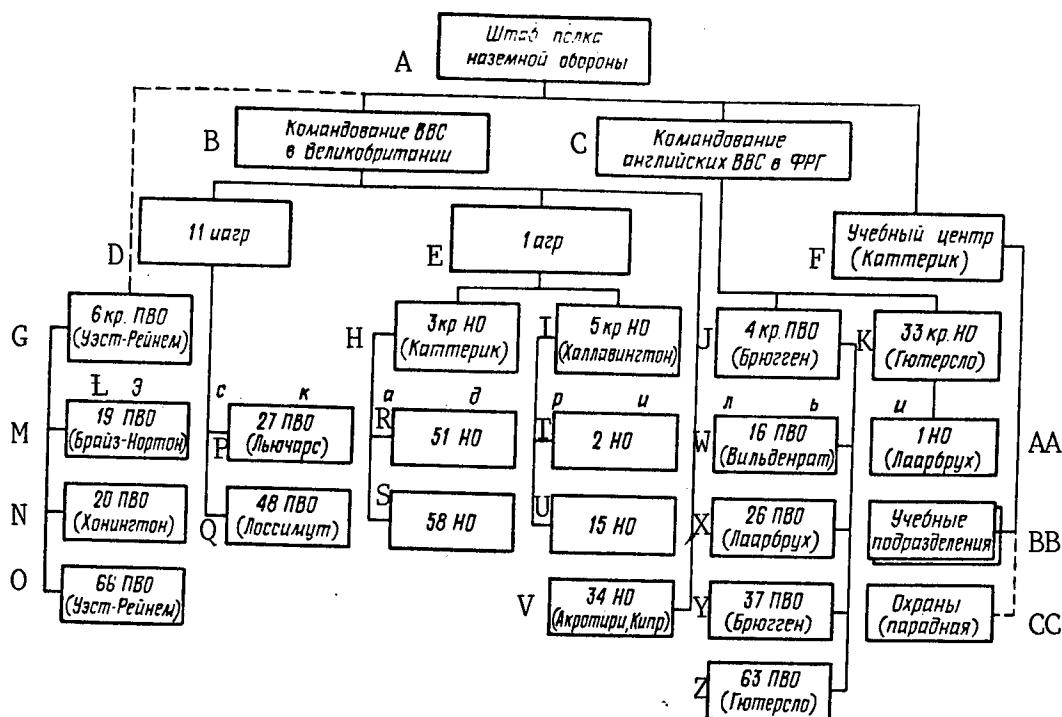 Штаб полка
наземной обороны
A
B
Командование ВВС
в Великобритании
C
Командование
английских ВВС в ФРГ
D
11 иагр
E
1 агр
F
Учебный центр
(Каттерик)
G
6 кр. ПВО
(Уэст-Рейнем)
H
3 кр НО
(Каттерик)
I
5 кр НО
(Халлавингтон)
J
4 кр. ПВО
(Брюгген)
K
33 кр. НО
(Гютерсло)
L Э с к а д р и л ь и
M
19 ПВО
(Брайз-Нортон)
P
27 ПВО
(Льючарс)
R
51 НО
T
2 НО
W
16 ПВО
(Вильденрат)
1 НО
(Лаарбрух)
AA
N
20 ПВО
(Хонингтон)
Q
48 ПВО
(Лоссимут)
S
58 НО
U
15 НО
X
26 ПВО
(Лаарбрух)
Учебные
подразделения
BB
O
66 ПВО
(Уэст-Рейнем)
V
34 НО
(Акротири, Кипр)
Y
37 ПВО
(Брюгген)
Охраны
(парадная)
CC
Z
63 ПВО
(Гютерсло)